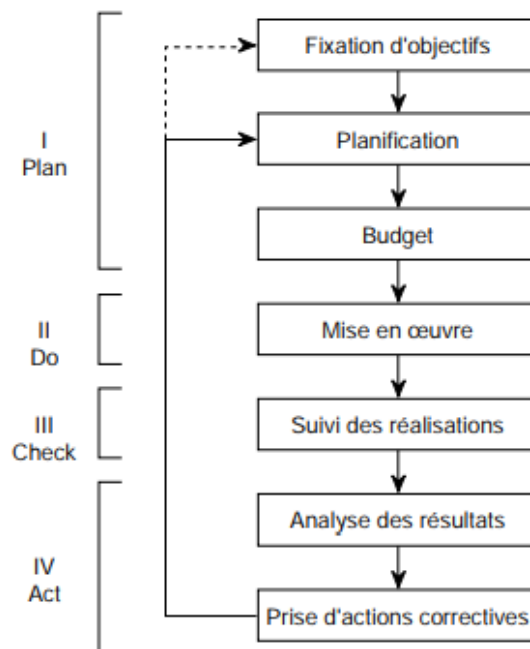 Fixation d'objectifs
I
Plan
Planification
Budget
II
Do
Mise en œuvre
III
Check
Suivi des réalisations
IV
Act
Analyse des résultats
Prise d'actions correctives